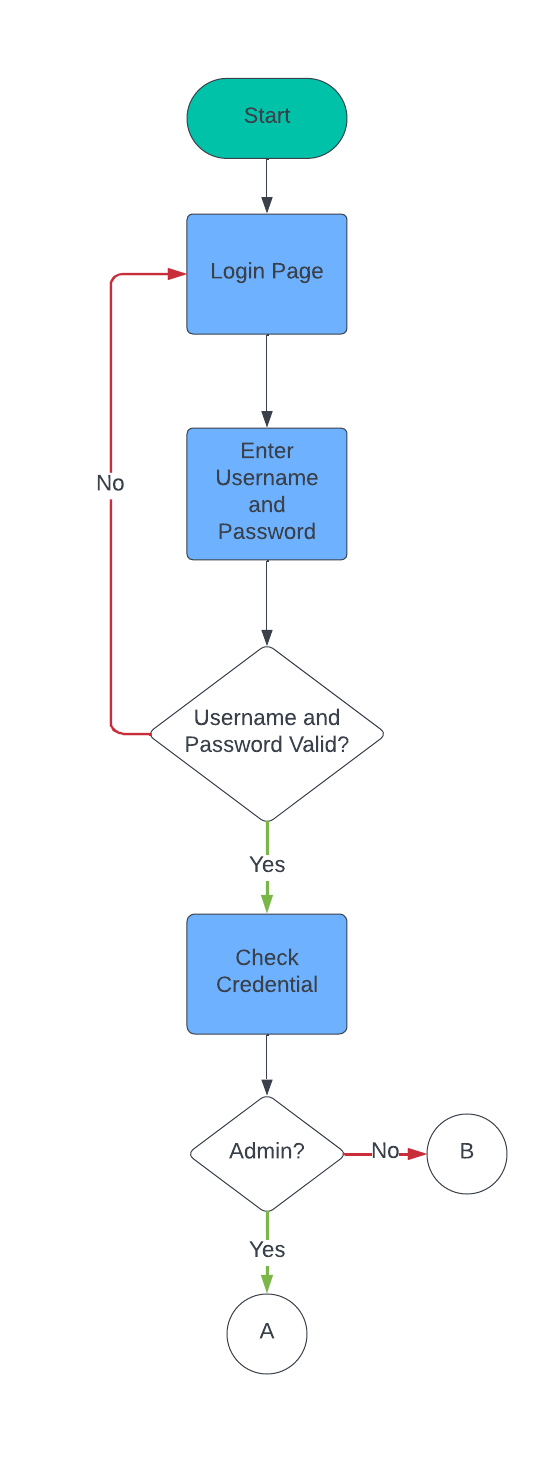 Start
Login Page
Enter
Username
and
Password
No
Username and
Password Valid?
Yes
Check
Credential
Admin?
No
B
Yes
A